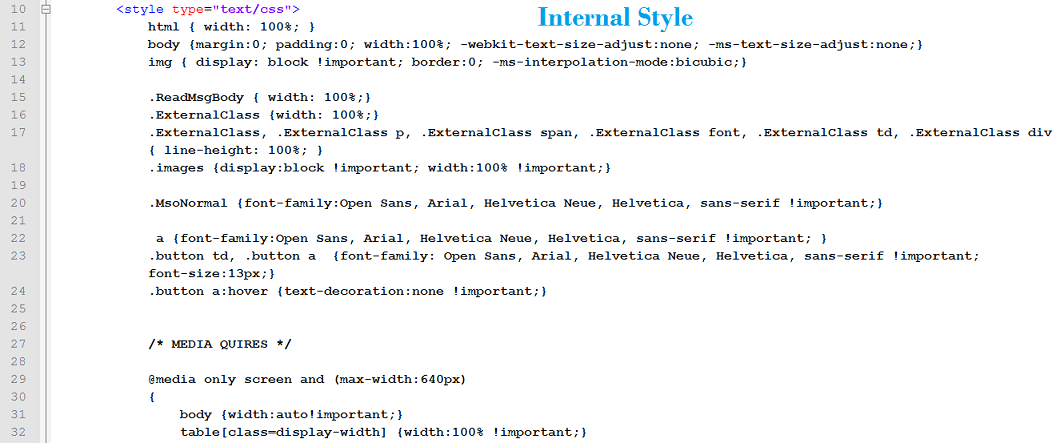 Internal Style
10 <style type="text/css">
11 html { width: 100%; }
12 body {margin:0; padding:0; width:100%; -webkit-text-size-adjust:none; -ms-text-size-adjust:none;}
13 img { display: block !important; border:0; -ms-interpolation-mode:bicubic;}
14
15 .ReadMsgBody { width: 100%;}
16 .ExternalClass {width: 100%;}
17 .ExternalClass, .ExternalClass p, .ExternalClass span, .ExternalClass font, .ExternalClass td, .ExternalClass div
{ line-height: 100%; }
18 .images {display:block !important; width:100% !important;}
19
20 .MsoNormal {font-family:Open Sans, Arial, Helvetica Neue, Helvetica, sans-serif !important;}
21
22 a {font-family:Open Sans, Arial, Helvetica Neue, Helvetica, sans-serif !important; }
23 .button td, .button a  {font-family: Open Sans, Arial, Helvetica Neue, Helvetica, sans-serif !important;
font-size:13px;}
24 .button a:hover {text-decoration:none !important;}
25
26
27 /* MEDIA QUIRES */
28
29 @media only screen and (max-width:640px)
30 {
31 body {width:auto!important;}
32 table[class=display-width] {width:100% !important;}